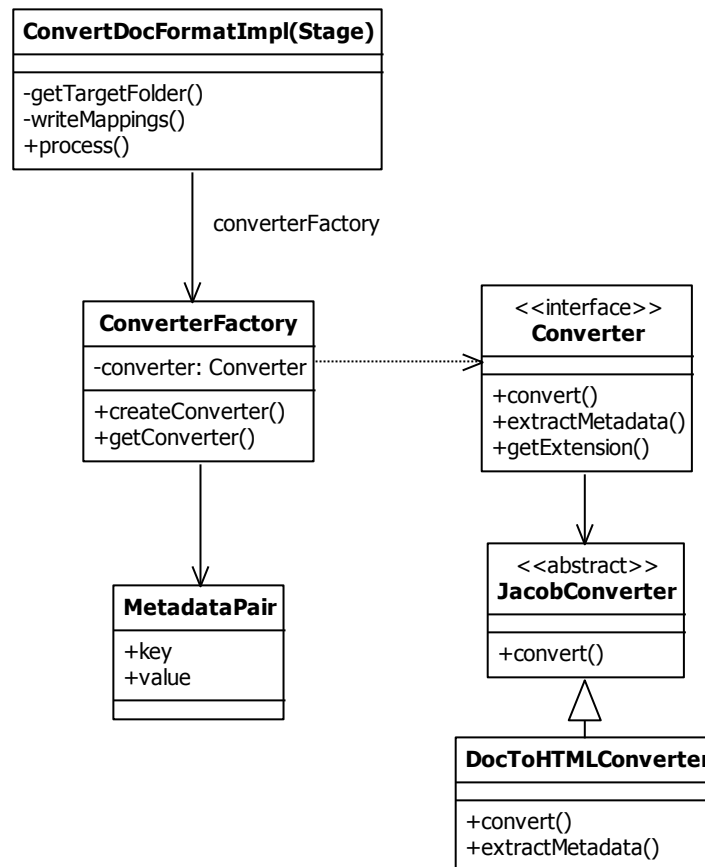 ConvertDocFormatImpl(Stage)
-getTargetFolder()
-writeMappings()
+process()
converterFactory
ConverterFactory
-converter: Converter
+createConverter()
+getConverter()
<<interface>>
Converter
+convert()
+extractMetadata()
+getExtension()
MetadataPair
+key
+value
<<abstract>>
JacobConverter
+convert()
DocToHTMLConverter
+convert()
+extractMetadata()